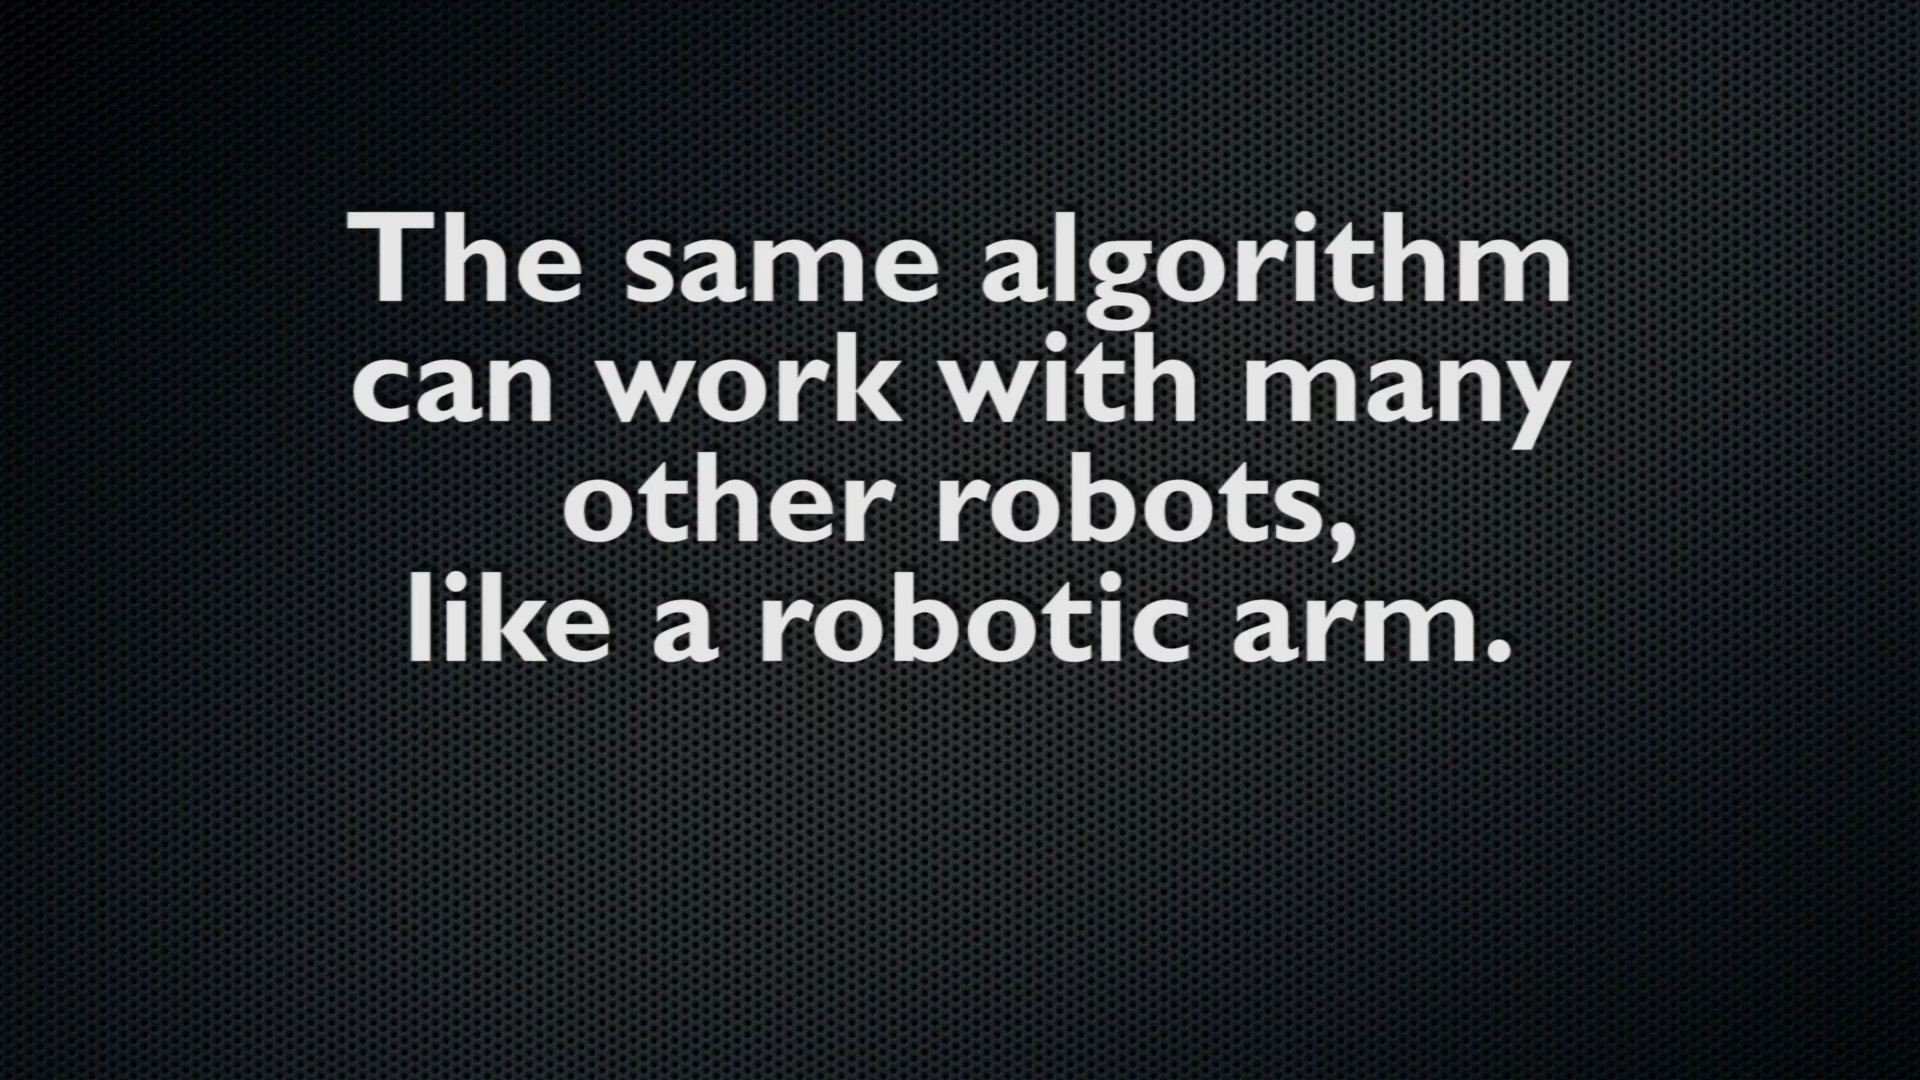 The same algorithm
can work with many
other robots,
like a robotic arm.